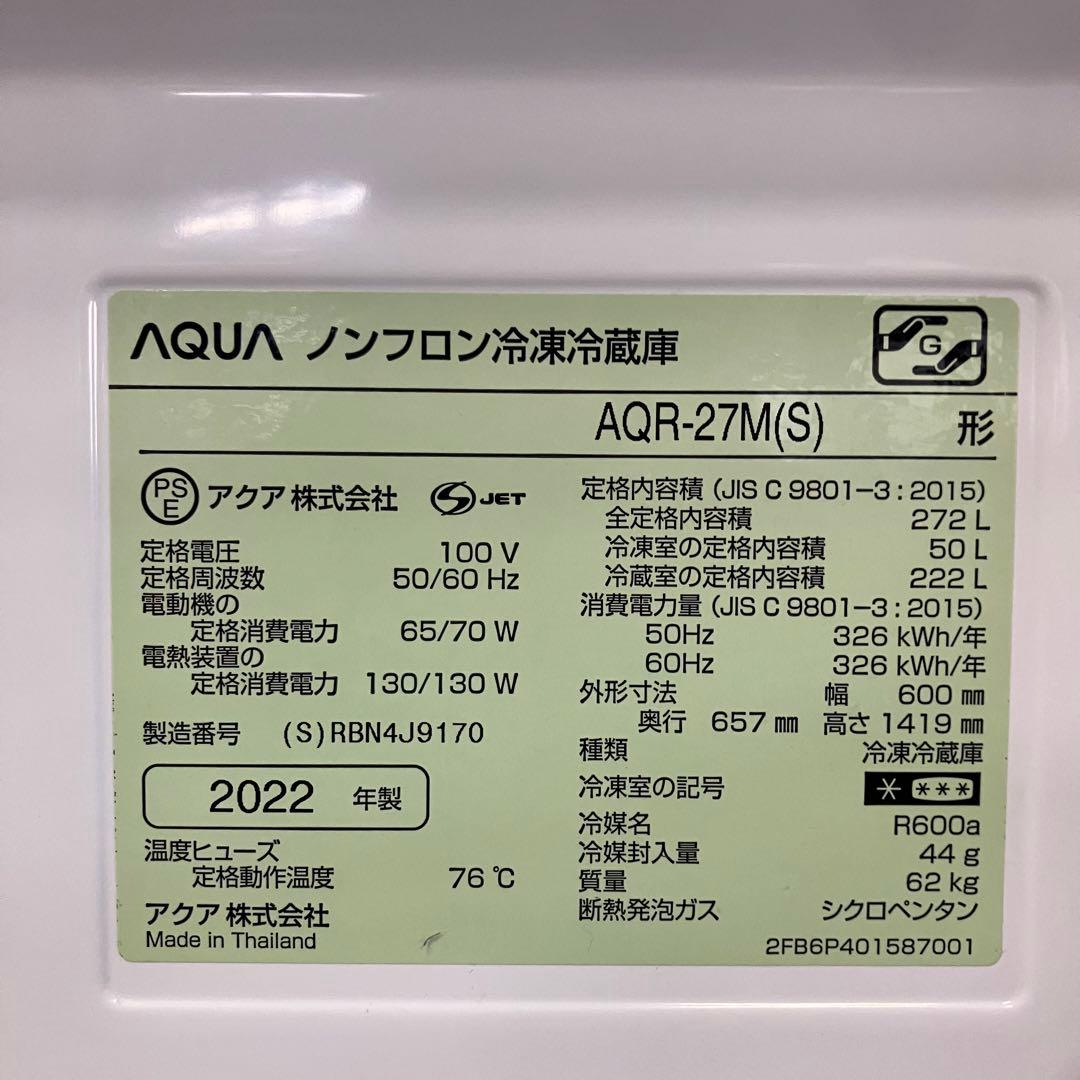 AQUA ノンフロン冷凍冷蔵庫
G
AQR-27M(S) 形
PSE アクア 株式会社 S JET
定格電圧 100 V
定格周波数 50/60 Hz
電動機の
定格消費電力 65/70 W
電熱装置の
定格消費電力 130/130 W
製造番号 (S)RBN4J9170
2022 年製
温度ヒューズ
定格動作温度 76 ℃
アクア 株式会社
Made in Thailand
定格内容積 (JIS C 9801-3 : 2015)
全定格内容積 272 L
冷凍室の定格内容積 50 L
冷蔵室の定格内容積 222 L
消費電力量 (JIS C 9801-3 : 2015)
50Hz 326 kWh/年
60Hz 326 kWh/年
外形寸法 幅 600 mm
奥行 657 mm 高さ 1419 mm
種類 冷凍冷蔵庫
冷凍室の記号 * ***
冷媒名 R600a
冷媒封入量 44 g
質量 62 kg
断熱発泡ガス シクロペンタン
2FB6P401587001